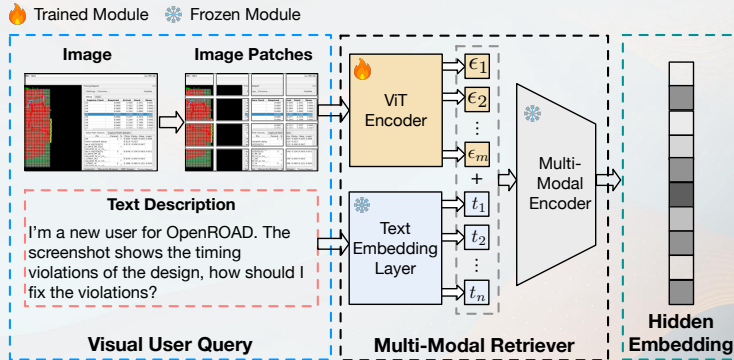 Trained Module
Frozen Module
Image
Image Patches
Text Description
I'm a new user for OpenROAD. The
screenshot shows the timing
violations of the design, how should I
fix the violations?
Visual User Query
ViT
Encoder
ϵ1
ϵ2
⋮
ϵm
+
Text
Embedding
Layer
t1
t2
⋮
tn
Multi-
Modal
Encoder
Multi-Modal Retriever
Hidden
Embedding